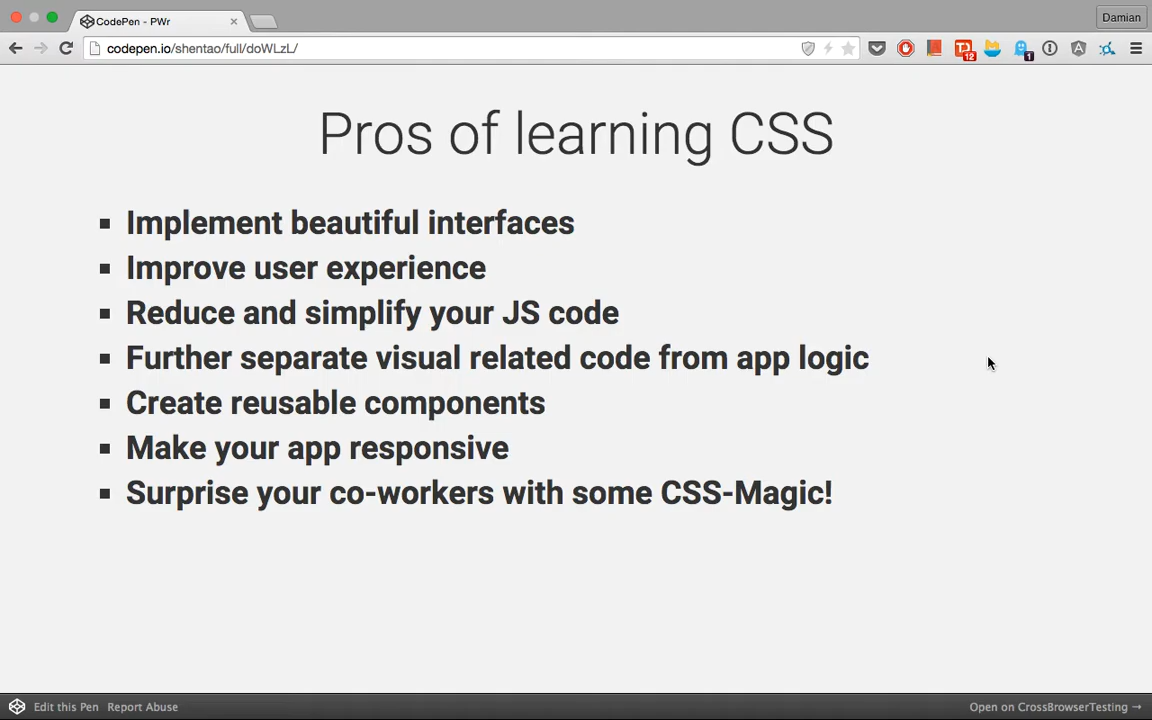 CodePen - PWr
Damian
codepen.io/shentao/full/doWLzL/
12
1
Pros of learning CSS
Implement beautiful interfaces
Improve user experience
Reduce and simplify your JS code
Further separate visual related code from app logic
Create reusable components
Make your app responsive
Surprise your co-workers with some CSS-Magic!
Edit this Pen Report Abuse
Open on CrossBrowserTesting →